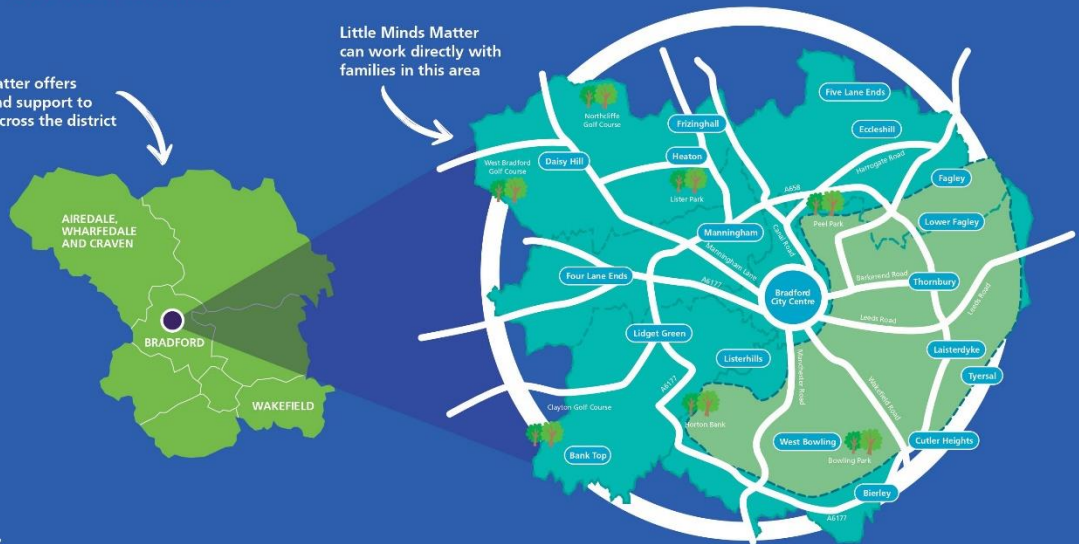 Little Minds Matter
can work directly with
families in this area
atter offers
nd support to
cross the district
AIREDALE,
WHARFEDALE
AND CRAVEN
BRADFORD
WAKEFIELD
Northcliffe
Golf Course
Five Lane Ends
Frizinghall
Eccleshill
West Bradford
Golf Course
Daisy Hill
Heaton
Harrogate Road
Lister Park
A658
Fagley
Peel Park
Lower Fagley
Manningham
Canal Road
Manningham Lane
Four Lane Ends
A6177
Bradford
City Centre
Thornbury
Leeds Road
Leeds Road
Lidget Green
Listerhills
Laisterdyke
Manchester Road
Wakefield Road
Tyersal
A6177
Clayton Golf Course
Horton Bank
West Bowling
Bowling Park
Cutler Heights
Bank Top
Bierley
A6177